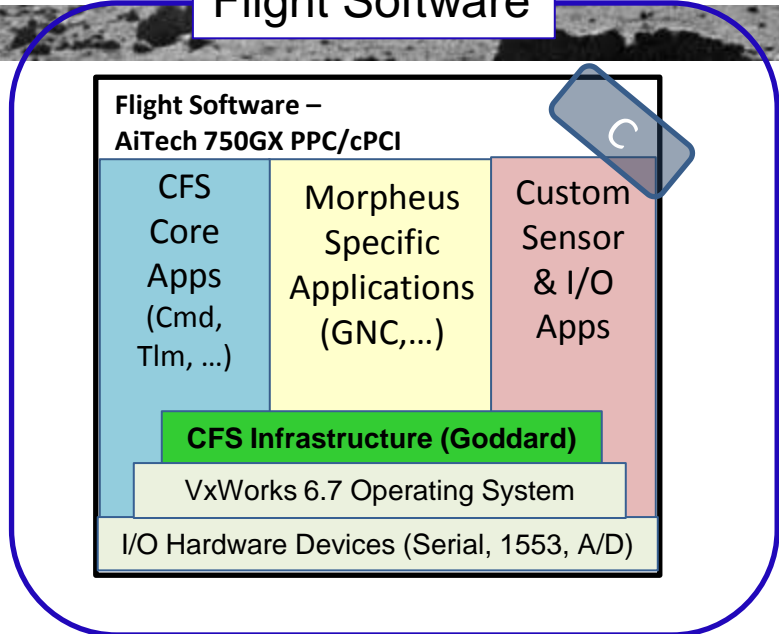 Flight Software
Flight Software –
AiTech 750GX PPC/cPCI
C
CFS
Core
Apps
(Cmd,
Tlm, …)
Morpheus
Specific
Applications
(GNC,…)
Custom
Sensor
& I/O
Apps
CFS Infrastructure (Goddard)
VxWorks 6.7 Operating System
I/O Hardware Devices (Serial, 1553, A/D)